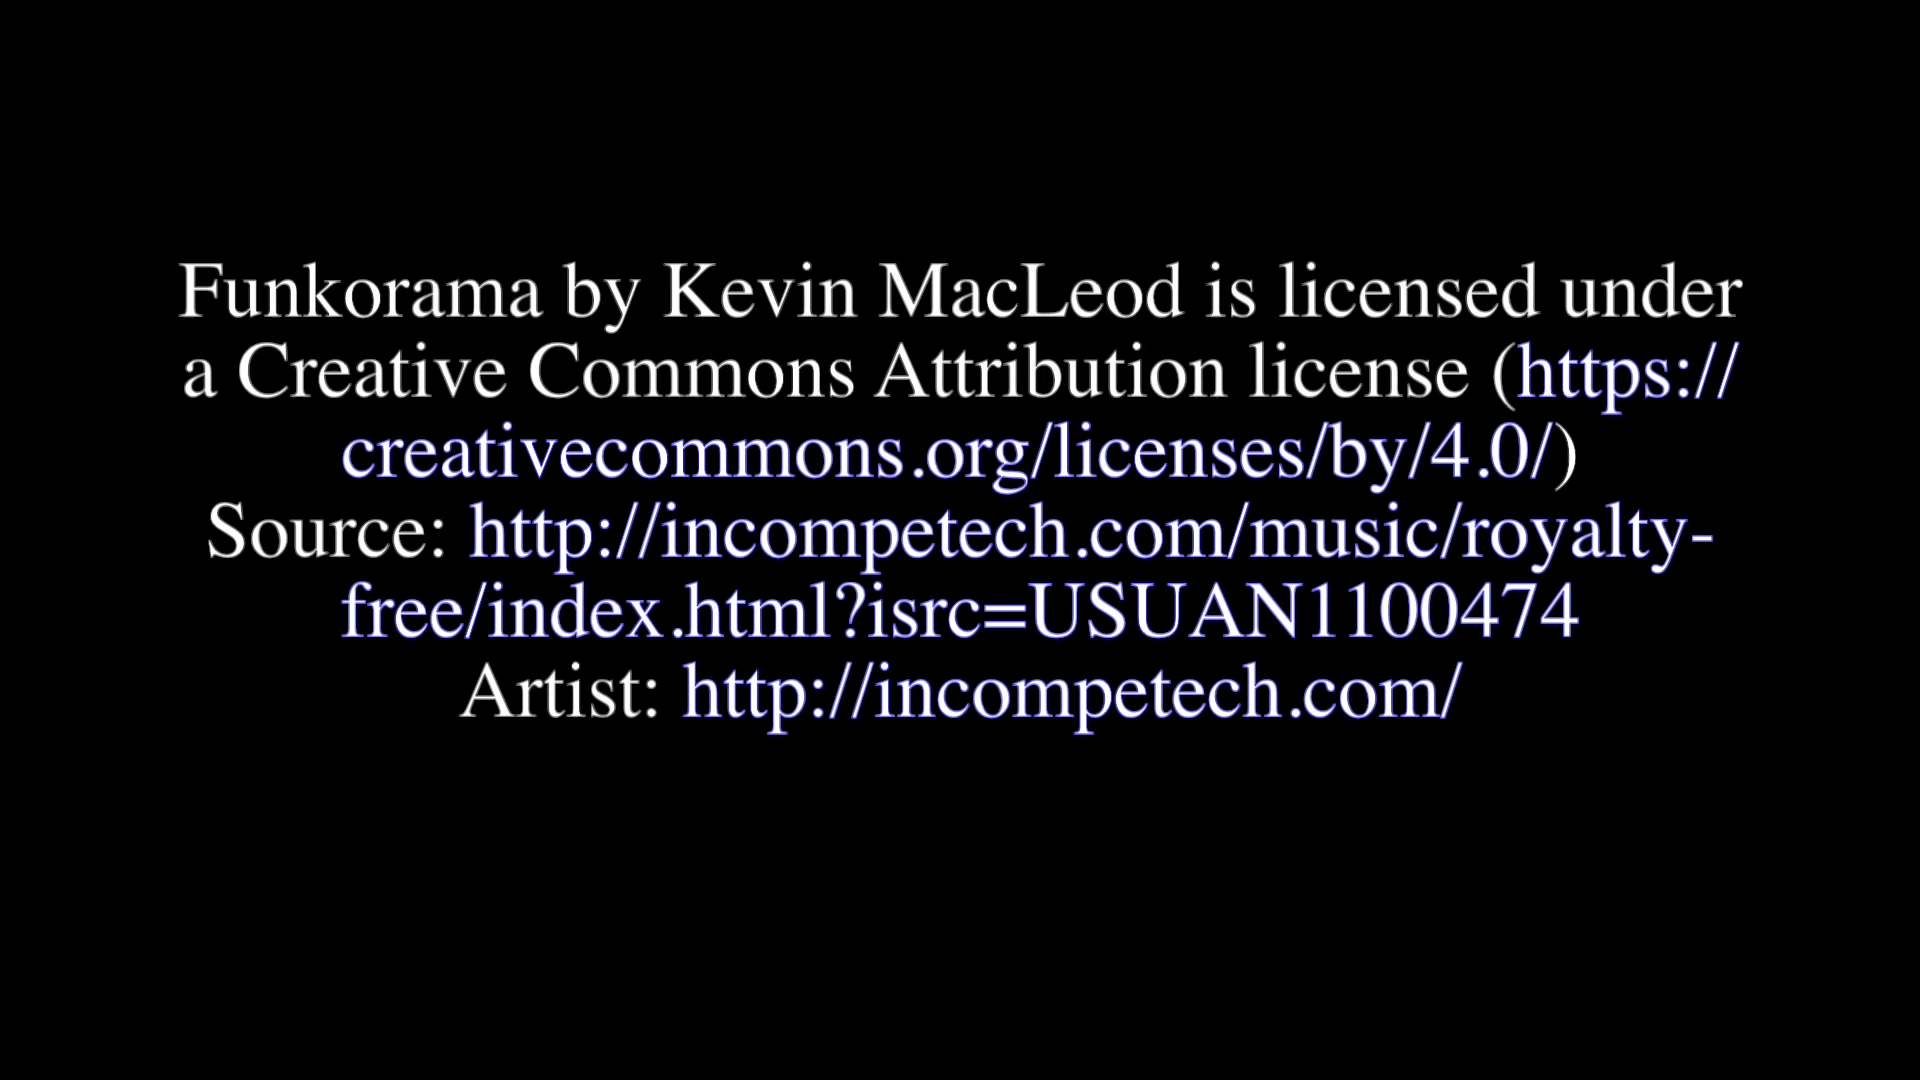 Funkorama by Kevin MacLeod is licensed under
a Creative Commons Attribution license (https://
creativecommons.org/licenses/by/4.0/)
Source: http://incompetech.com/music/royalty-
free/index.html?isrc=USUAN1100474
Artist: http://incompetech.com/